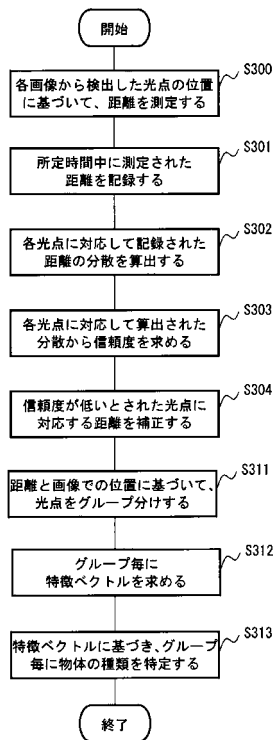 開始
S300
各画像から検出した光点の位置
に基づいて、距離を測定する
S301
所定時間中に測定された
距離を記録する
S302
各光点に対応して記録された
距離の分散を算出する
S303
各光点に対応して算出された
分散から信頼度を求める
S304
信頼度が低いとされた光点に
対応する距離を補正する
S311
距離と画像での位置に基づいて、
光点をグループ分けする
S312
グループ毎に
特徴ベクトルを求める
S313
特徴ベクトルに基づき、グループ
毎に物体の種類を特定する
終了